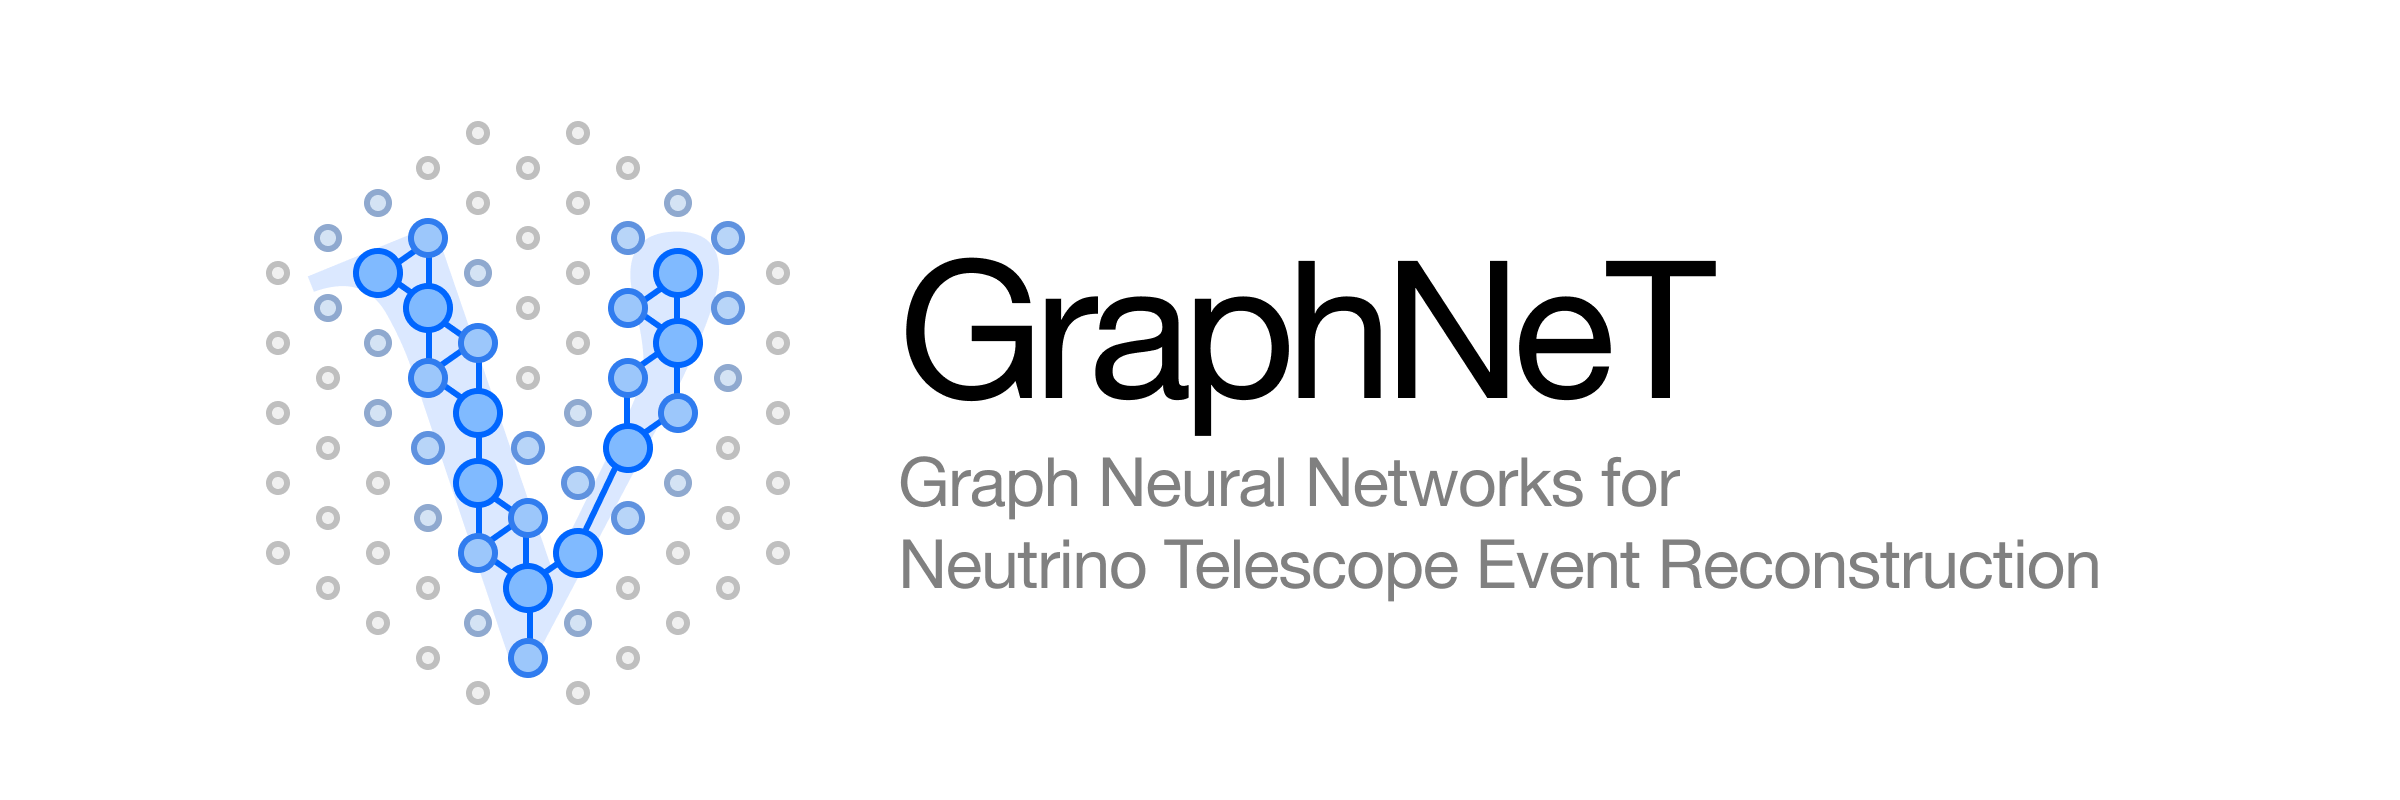 GraphNeT
Graph Neural Networks for
Neutrino Telescope Event Reconstruction